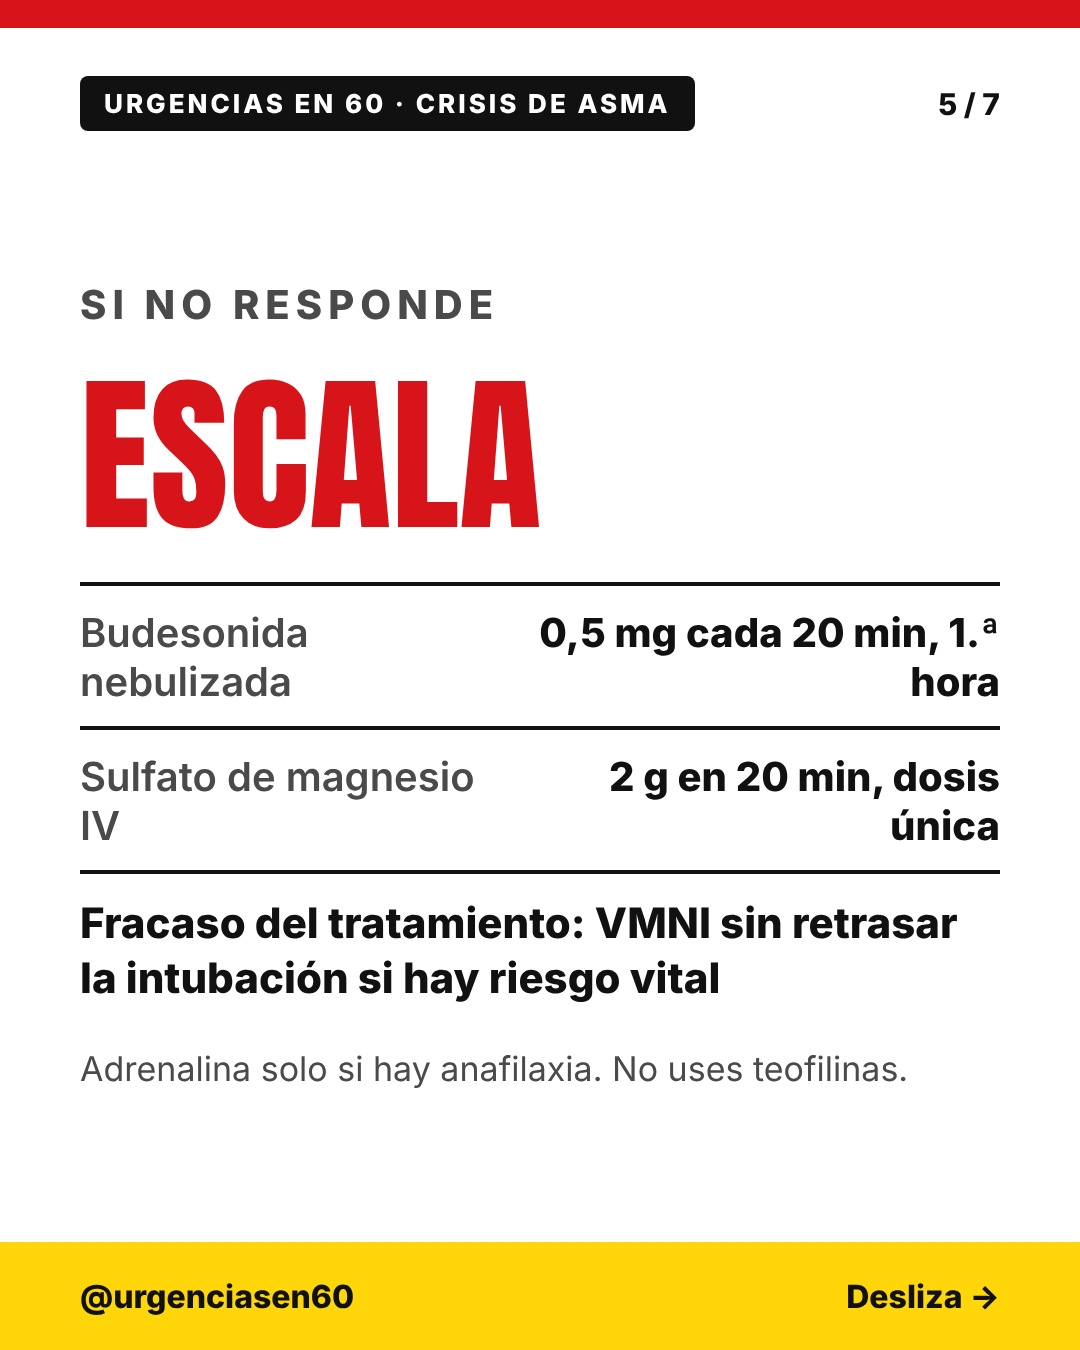 URGENCIAS EN 60 · CRISIS DE ASMA
5 / 7
SI NO RESPONDE
ESCALA
Budesonida nebulizada
0,5 mg cada 20 min, 1.ª hora
Sulfato de magnesio IV
2 g en 20 min, dosis única
Fracaso del tratamiento: VMNI sin retrasar
la intubación si hay riesgo vital
Adrenalina solo si hay anafilaxia. No uses teofilinas.
@urgenciasen60
Desliza →